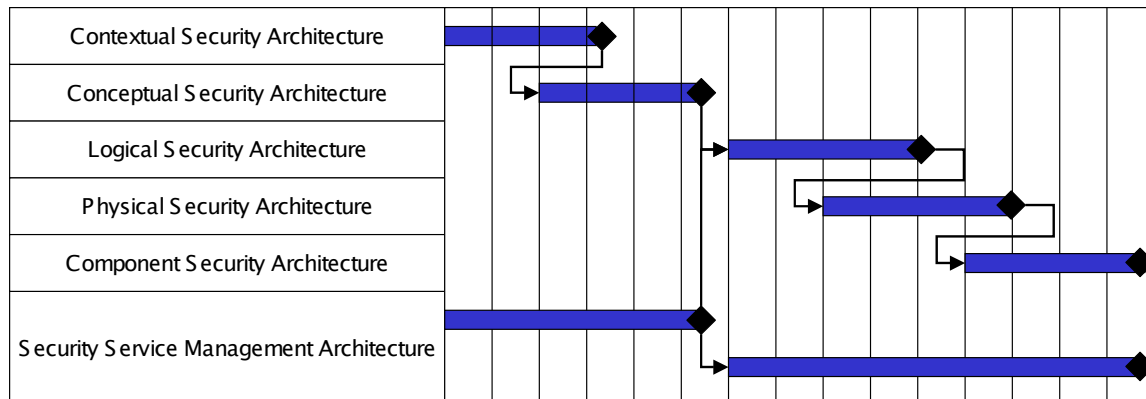 Contextual Security Architecture
Conceptual Security Architecture
Logical Security Architecture
Physical Security Architecture
Component Security Architecture
Security Service Management Architecture